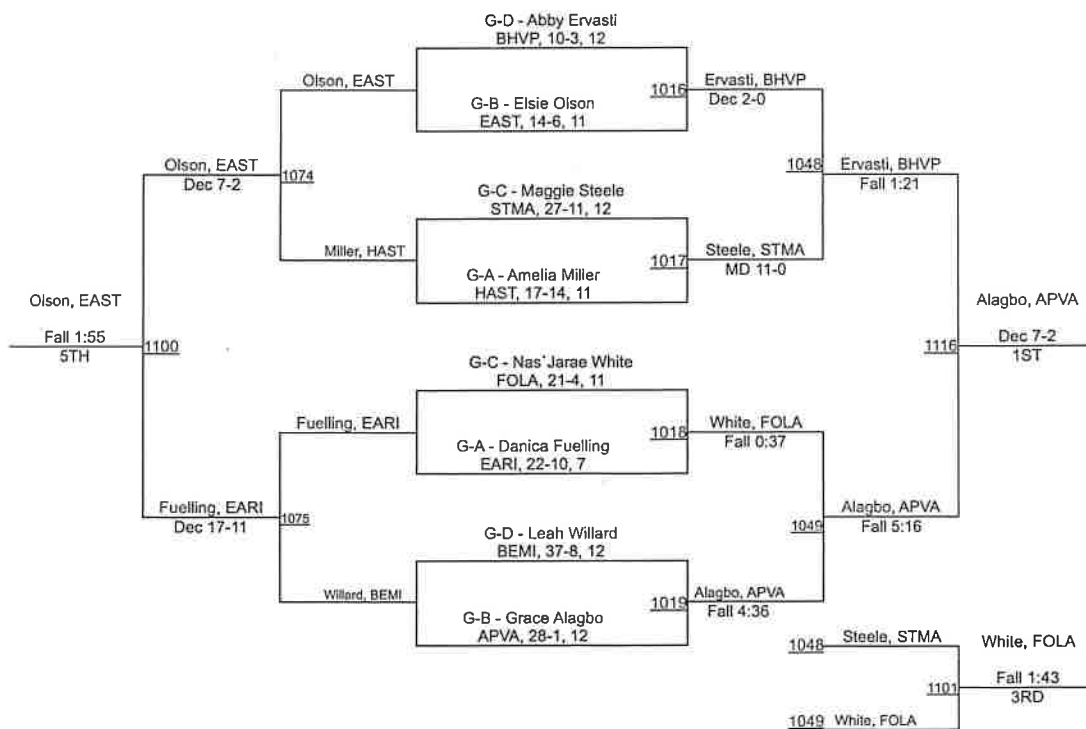 G-D - Abby Ervasti
BHVP, 10-3, 12
Olson, EAST
1016
Ervasti, BHVP
Dec 2-0
G-B - Elsie Olson
EAST, 14-6, 11
Olson, EAST
Dec 7-2
1074
1048
Ervasti, BHVP
Fall 1:21
G-C - Maggie Steele
STMA, 27-11, 12
Miller, HAST
1017
Steele, STMA
MD 11-0
G-A - Amelia Miller
HAST, 17-14, 11
Olson, EAST
Fall 1:55
5TH
1100
1116
Alagbo, APVA
Dec 7-2
1ST
G-C - Nas'Jarae White
FOLA, 21-4, 11
Fuelling, EARI
1018
White, FOLA
Fall 0:37
G-A - Danica Fuelling
EARI, 22-10, 7
Fuelling, EARI
Dec 17-11
1075
1049
Alagbo, APVA
Fall 5:16
G-D - Leah Willard
BEMI, 37-8, 12
Willard, BEMI
1019
Alagbo, APVA
Fall 4:36
G-B - Grace Alagbo
APVA, 28-1, 12
1048
Steele, STMA
White, FOLA
1101
Fall 1:43
3RD
1049
White, FOLA